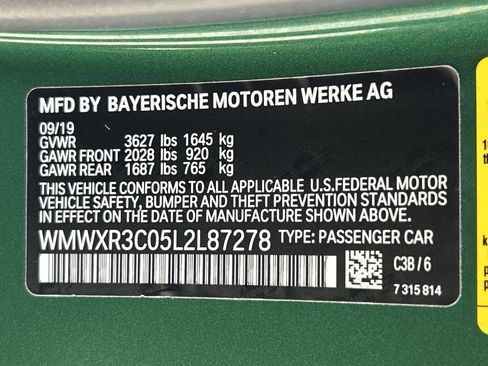 MFD BY BAYERISCHE MOTOREN WERKE AG
09/19
GVWR 3627 lbs 1645 kg
GAWR FRONT 2028 lbs 920 kg
GAWR REAR 1687 lbs 765 kg
THIS VEHICLE CONFORMS TO ALL APPLICABLE U.S.FEDERAL MOTOR
VEHICLE SAFETY, BUMPER, AND THEFT PREVENTION STANDARDS
IN EFFECT ON THE DATE OF MANUFACTURE SHOWN ABOVE.
WMWXR3C05L2L87278 TYPE: PASSENGER CAR
C3B / 6
7 315 814